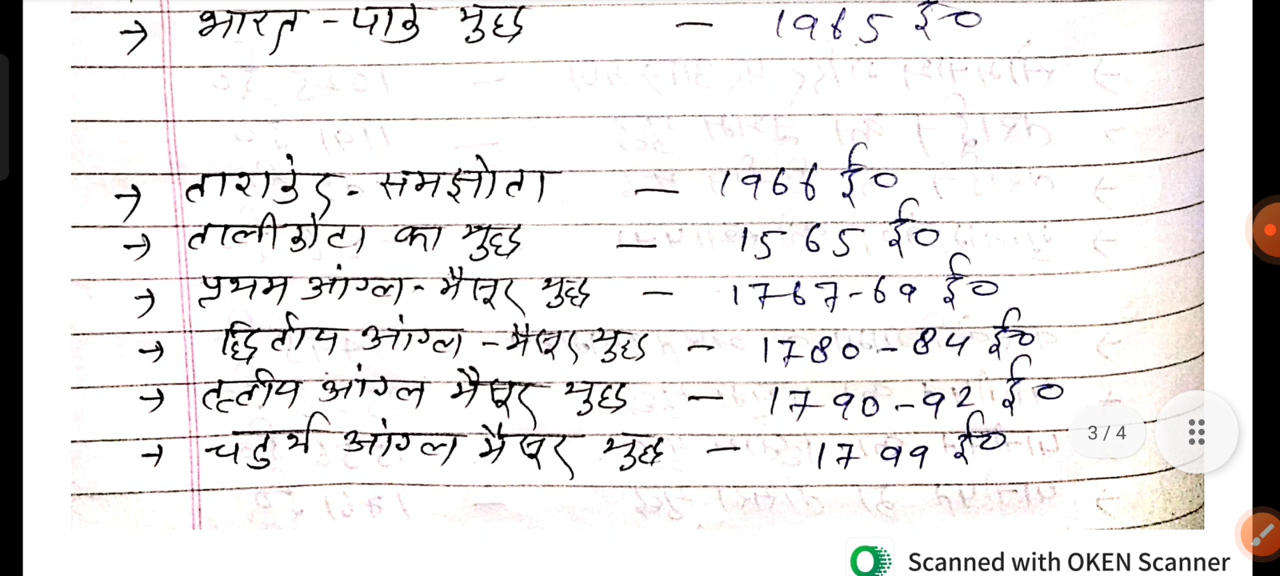 → भारत - पाक युद्ध - 1965 ई०
→ ताशकंद - समझोता - 1966 ई०
→ तालीकोटा का युद्ध - 1565 ई०
→ प्रथम आंग्ल - मैसूर युद्ध - 1767-69 ई०
→ द्वितीय आंग्ल - मैसूर युद्ध - 1780-84 ई०
→ तृतीय आंग्ल मैसूर युद्ध - 1790-92 ई०
→ चतुर्थ आंग्ल मैसूर युद्ध - 1799 ई०
3 / 4
Scanned with OKEN Scanner